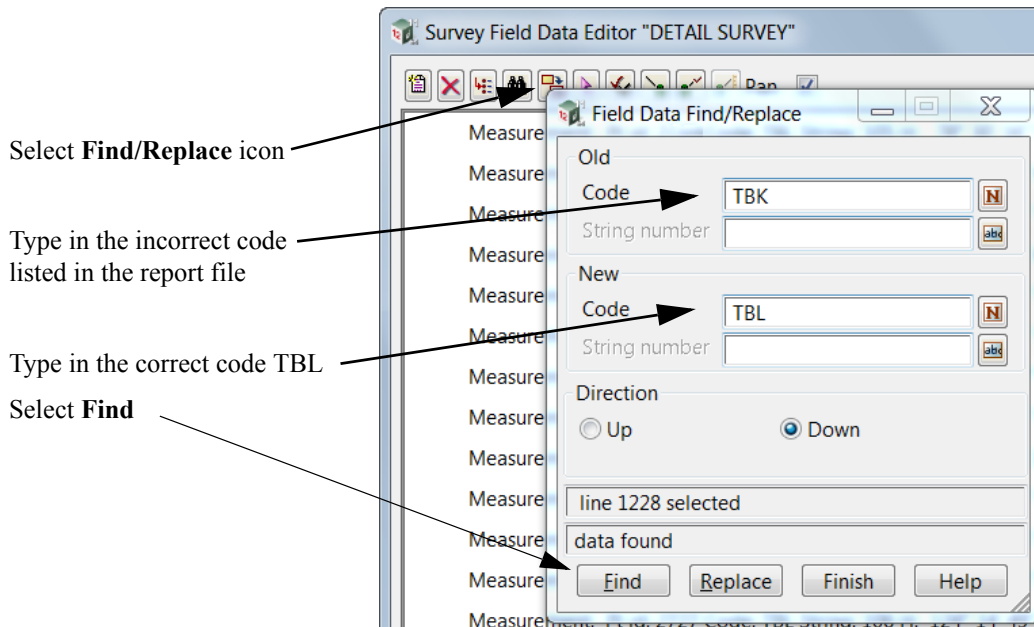 Survey Field Data Editor "DETAIL SURVEY"
Pan
Field Data Find/Replace
Select Find/Replace icon
Type in the incorrect code
listed in the report file
Type in the correct code TBL
Select Find
Measure
Measure
Measure
Measure
Measure
Measure
Measure
Measure
Measure
Measure
Measure
Measure
Old
Code TBK N
String number abc
New
Code TBL N
String number abc
Direction
Up Down
line 1228 selected
data found
Find Replace Finish Help